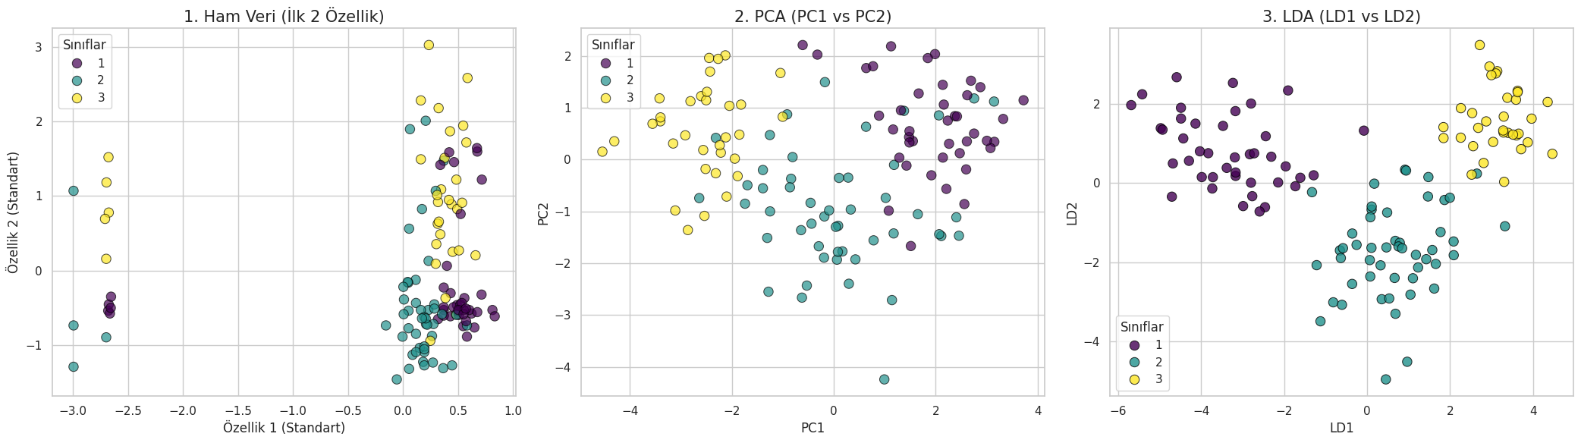 1. Ham Veri (İlk 2 Özellik)
Sınıflar
1
2
3
3
2
1
0
−1
Özellik 2 (Standart)
−3.0 −2.5 −2.0 −1.5 −1.0 −0.5 0.0 0.5 1.0
Özellik 1 (Standart)
2. PCA (PC1 vs PC2)
Sınıflar
1
2
3
2
1
0
−1
−2
−3
−4
PC2
−4 −2 0 2 4
PC1
3. LDA (LD1 vs LD2)
2
0
−2
−4
LD2
Sınıflar
1
2
3
−6 −4 −2 0 2 4
LD1